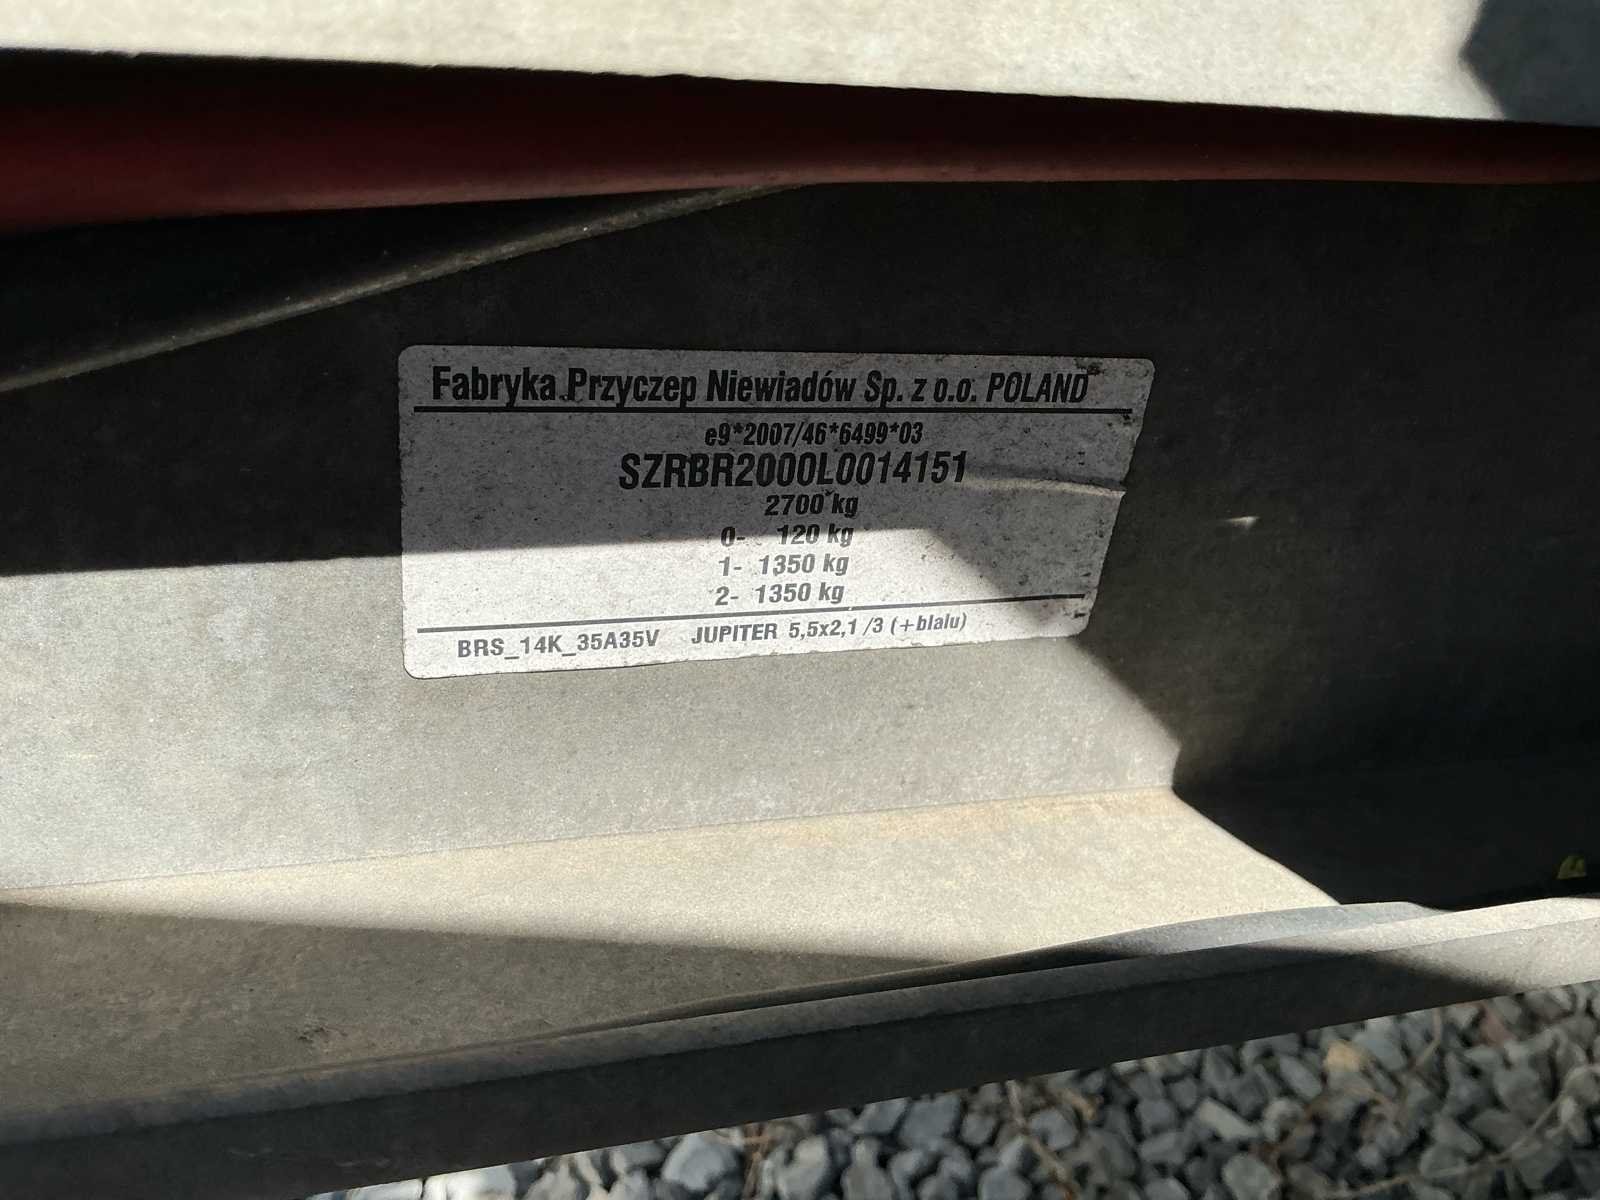 Fabryka Przyczep Niewiadów Sp. z o.o. POLAND
e9*2007/46*6499*03
SZRBR2000L0014151
2700 kg
0- 120 kg
1- 1350 kg
2- 1350 kg
BRS_14K_35A35V JUPITER 5,5x2,1 /3 (+blalu)